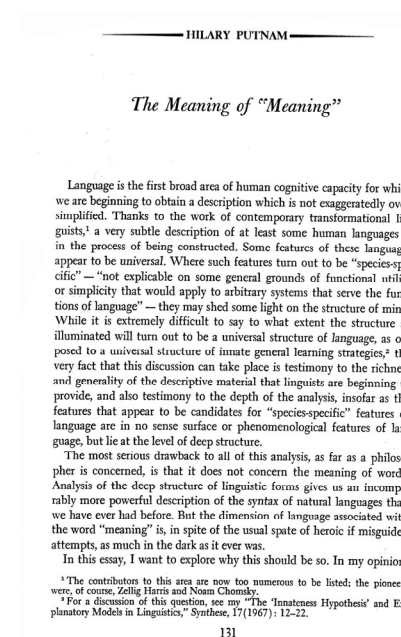 HILARY PUTNAM
The Meaning of "Meaning"
Language is the first broad area of human cognitive capacity for whi
we are beginning to obtain a description which is not exaggeratedly ov
simplified. Thanks to the work of contemporary transformational li
guists,¹ a very subtle description of at least some human languages
in the process of being constructed. Some features of these languag
appear to be universal. Where such features turn out to be "species-sp
cific" — "not explicable on some general grounds of functional utili
or simplicity that would apply to arbitrary systems that serve the fun
tions of language" — they may shed some light on the structure of min
While it is extremely difficult to say to what extent the structure
illuminated will turn out to be a universal structure of language, as o
posed to a universal structure of innate general learning strategies,² th
very fact that this discussion can take place is testimony to the richne
and generality of the descriptive material that linguists are beginning
provide, and also testimony to the depth of the analysis, insofar as th
features that appear to be candidates for "species-specific" features
language are in no sense surface or phenomenological features of la
guage, but lie at the level of deep structure.
The most serious drawback to all of this analysis, as far as a philos
pher is concerned, is that it does not concern the meaning of word
Analysis of the deep structure of linguistic forms gives us an incomp
rably more powerful description of the syntax of natural languages tha
we have ever had before. But the dimension of language associated wit
the word "meaning" is, in spite of the usual spate of heroic if misguide
attempts, as much in the dark as it ever was.
In this essay, I want to explore why this should be so. In my opinion
¹ The contributors to this area are now too numerous to be listed; the pionee
were, of course, Zellig Harris and Noam Chomsky.
² For a discussion of this question, see my "The 'Innateness Hypothesis' and E
planatory Models in Linguistics," Synthese, 17(1967): 12–22.
131